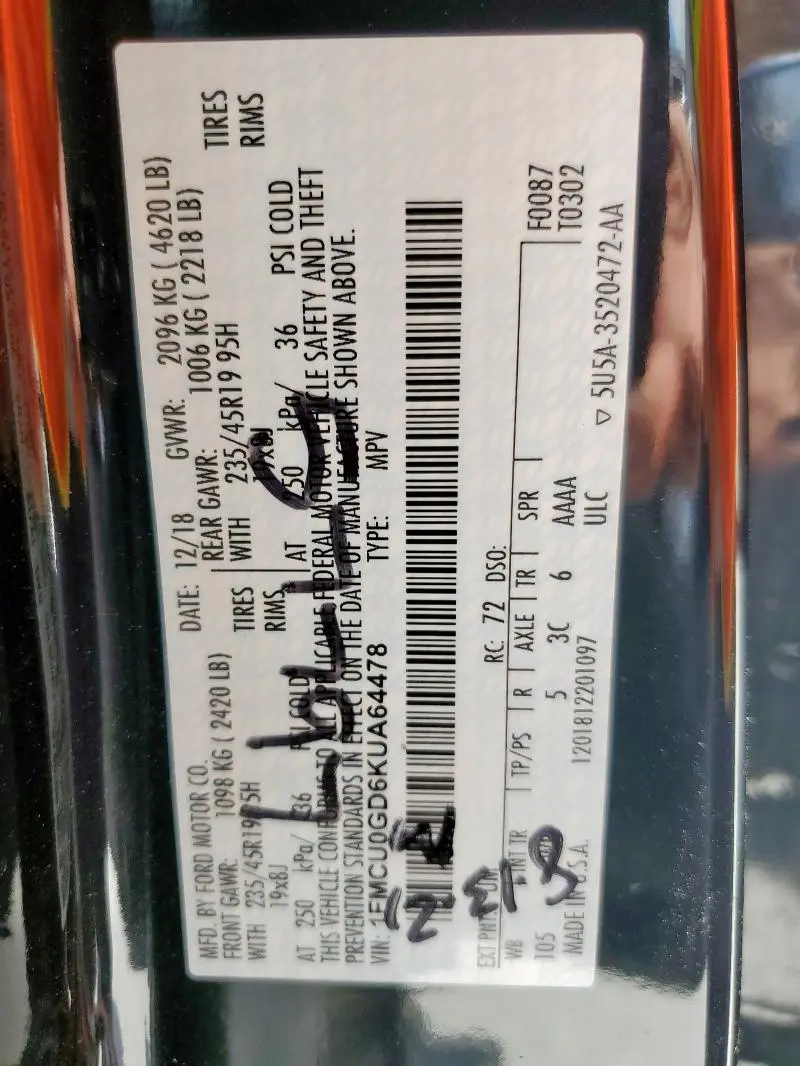 MFD. BY FORD MOTOR CO.
DATE: 12/18 GVWR: 2096 KG ( 4620 LB)
FRONT GAWR: 1098 KG ( 2420 LB) REAR GAWR: 1006 KG ( 2218 LB)
WITH 235/45R19 95H TIRES WITH 235/45R19 95H TIRES
19x8J RIMS 19x8J RIMS
AT 250 kPa/ 36 PSI COLD AT 250 kPa/ 36 PSI COLD
THIS VEHICLE CONFORMS TO ALL APPLICABLE FEDERAL MOTOR VEHICLE SAFETY AND THEFT
PREVENTION STANDARDS IN EFFECT ON THE DATE OF MANUFACTURE SHOWN ABOVE.
VIN: 1FMCU0GD6KUA64478 TYPE: MPV
EXT PNT: RC: 72 DSO:
WB INT TR TP/PS R AXLE TR SPR F0087
105 5 3C 6 AAAA T0302
MADE IN U.S.A. 1201812201097 ULC
▽ 5U5A-3520472-AA